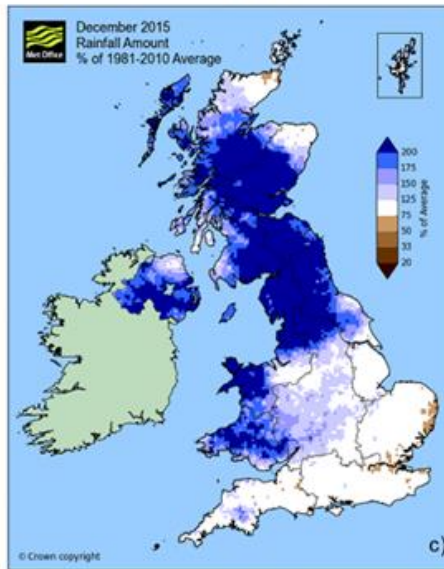 Met Office
December 2015
Rainfall Amount
% of 1981-2010 Average
200
175
150
125
75
50
33
20
% of Average
© Crown copyright
c)